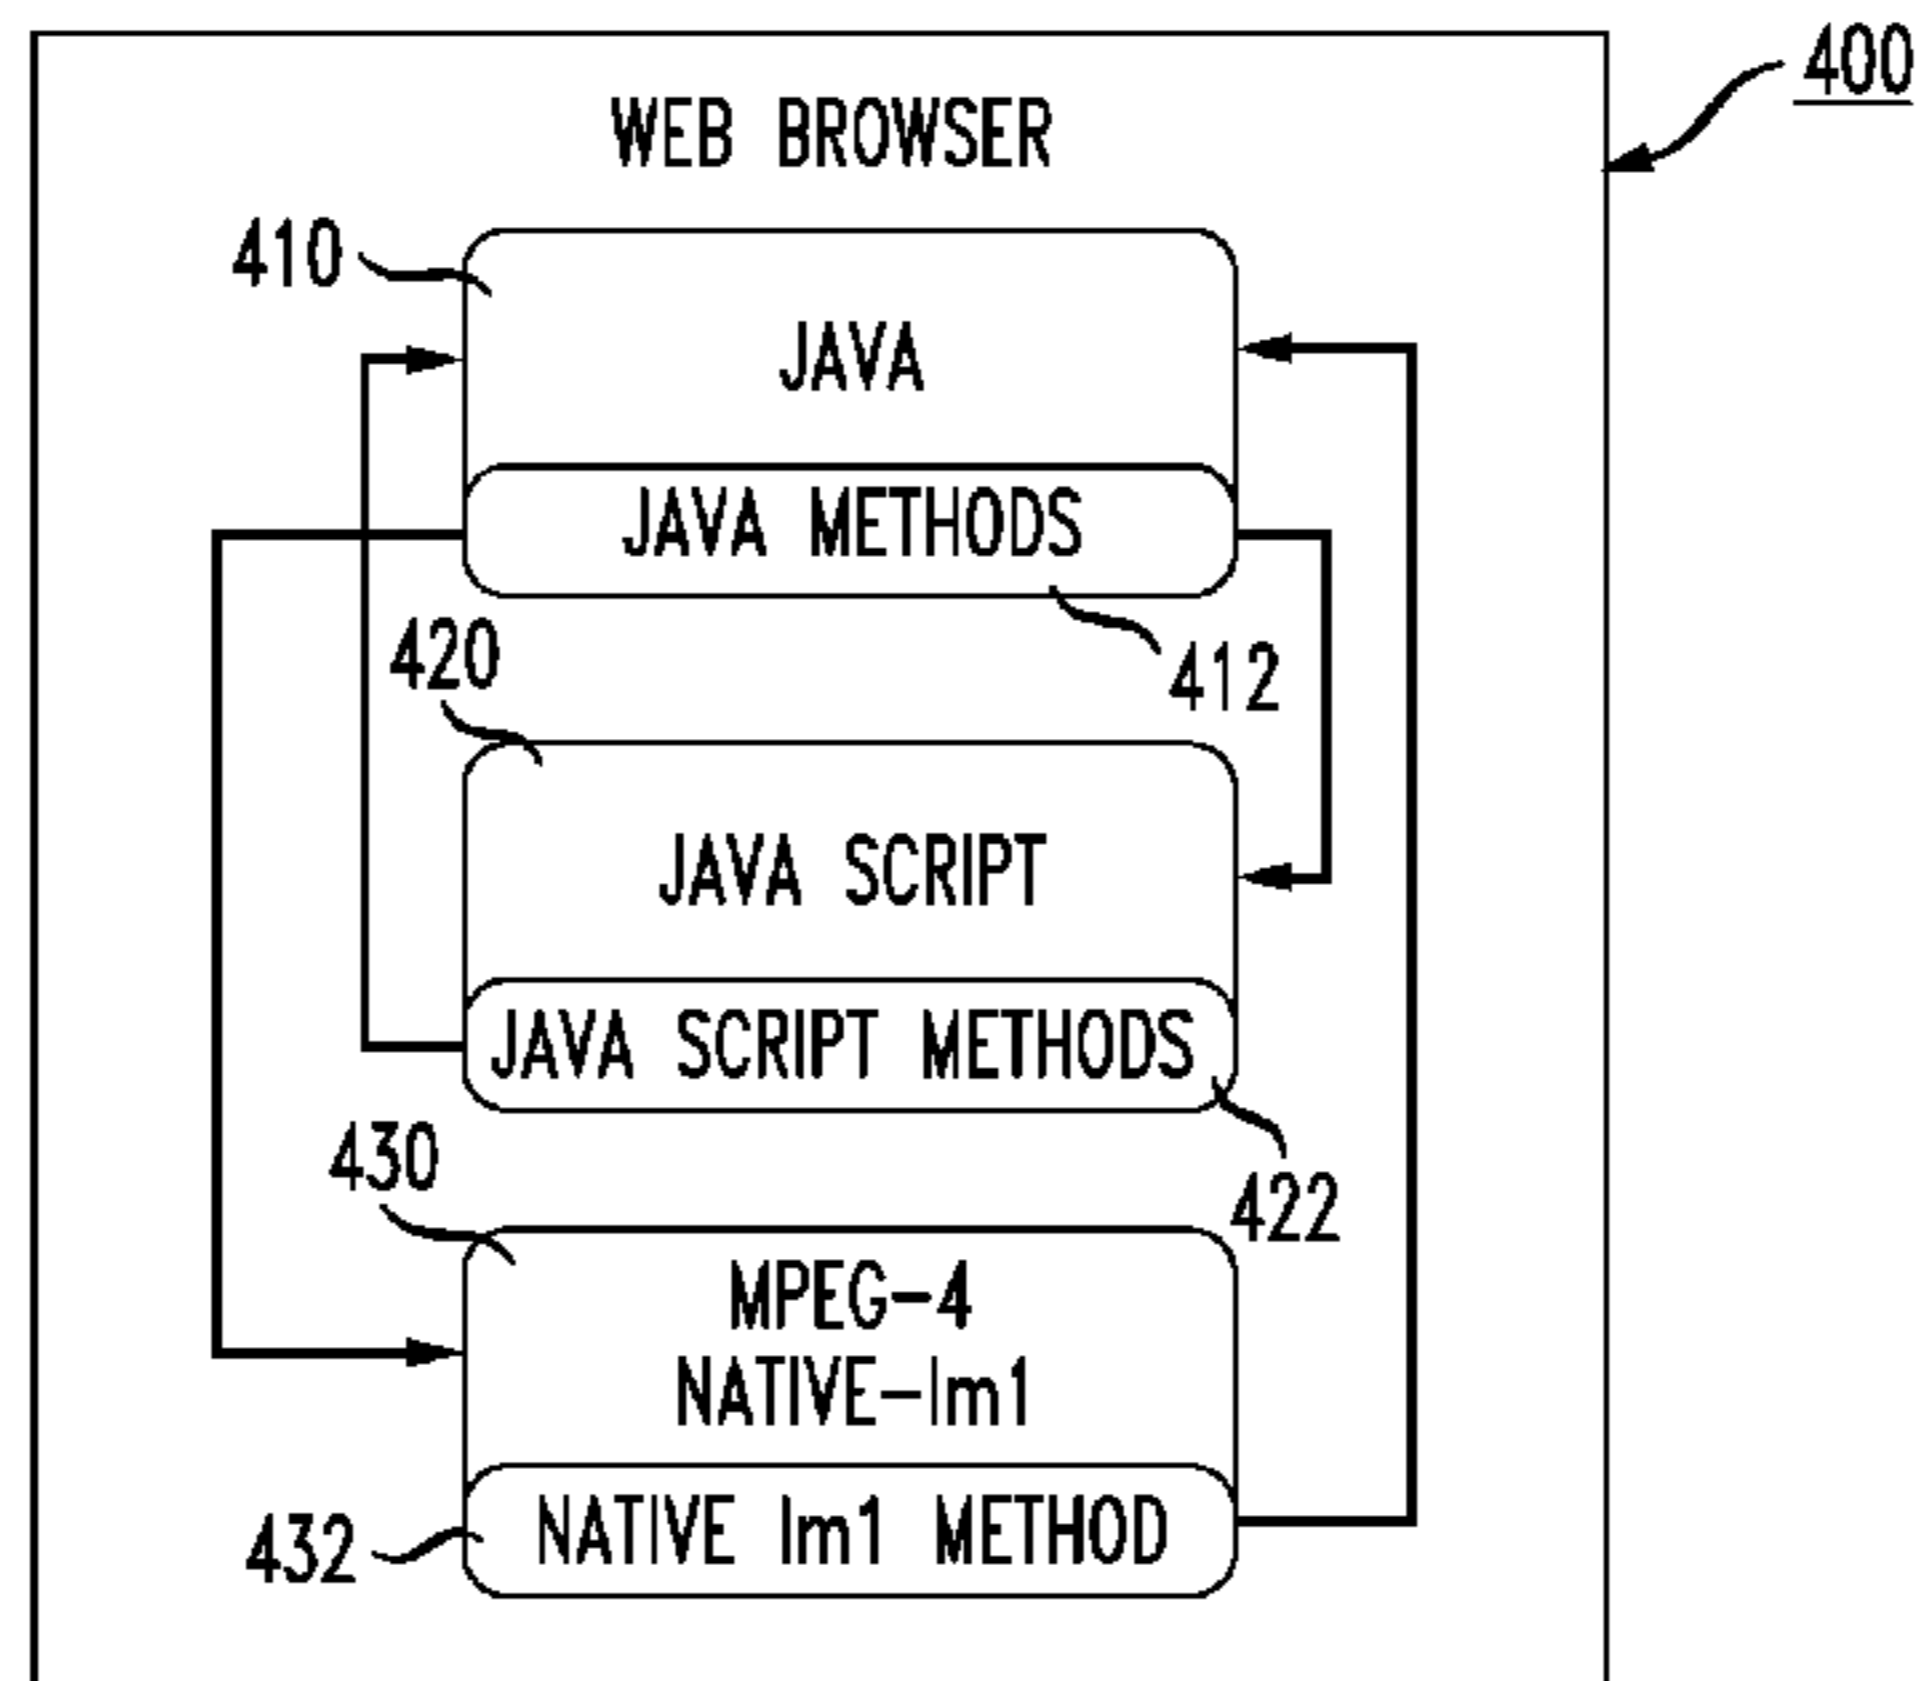 400
WEB BROWSER
410
JAVA
JAVA METHODS
412
420
JAVA SCRIPT
JAVA SCRIPT METHODS
422
430
MPEG-4
NATIVE-Im1
NATIVE Im1 METHOD
432